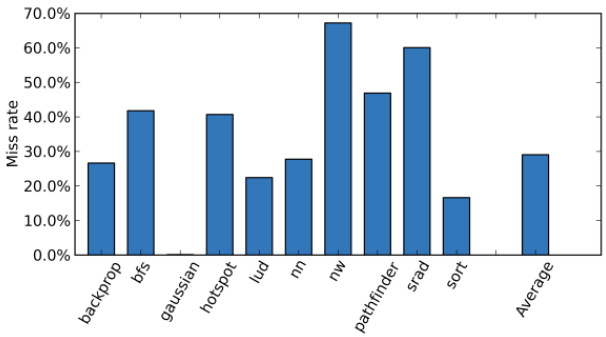 70.0%
60.0%
50.0%
40.0%
30.0%
20.0%
10.0%
0.0%
Miss rate
backprop
bfs
gaussian
hotspot
lud
nn
nw
pathfinder
srad
sort
Average